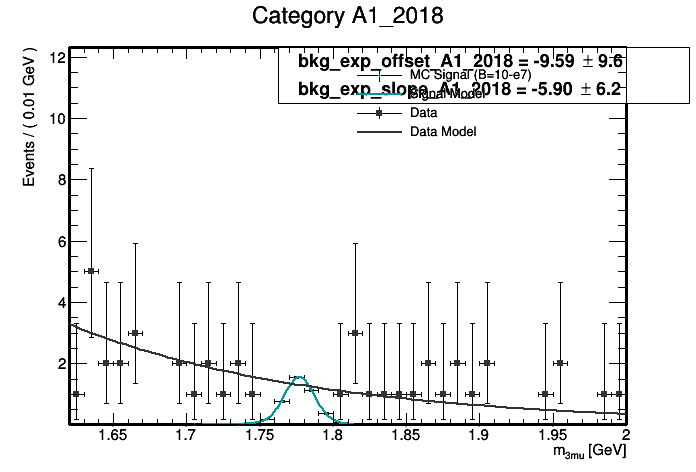 Category A1_2018
Events / ( 0.01 GeV )
12
10
8
6
4
2
bkg_exp_offset_A1_2018 = -9.59 ± 9.6
MC Signal (B=10-e7)
bkg_exp_slope_A1_2018 = -5.90 ± 6.2
Signal Model
Data
Data Model
1.65 1.7 1.75 1.8 1.85 1.9 1.95 2
m3mu [GeV]